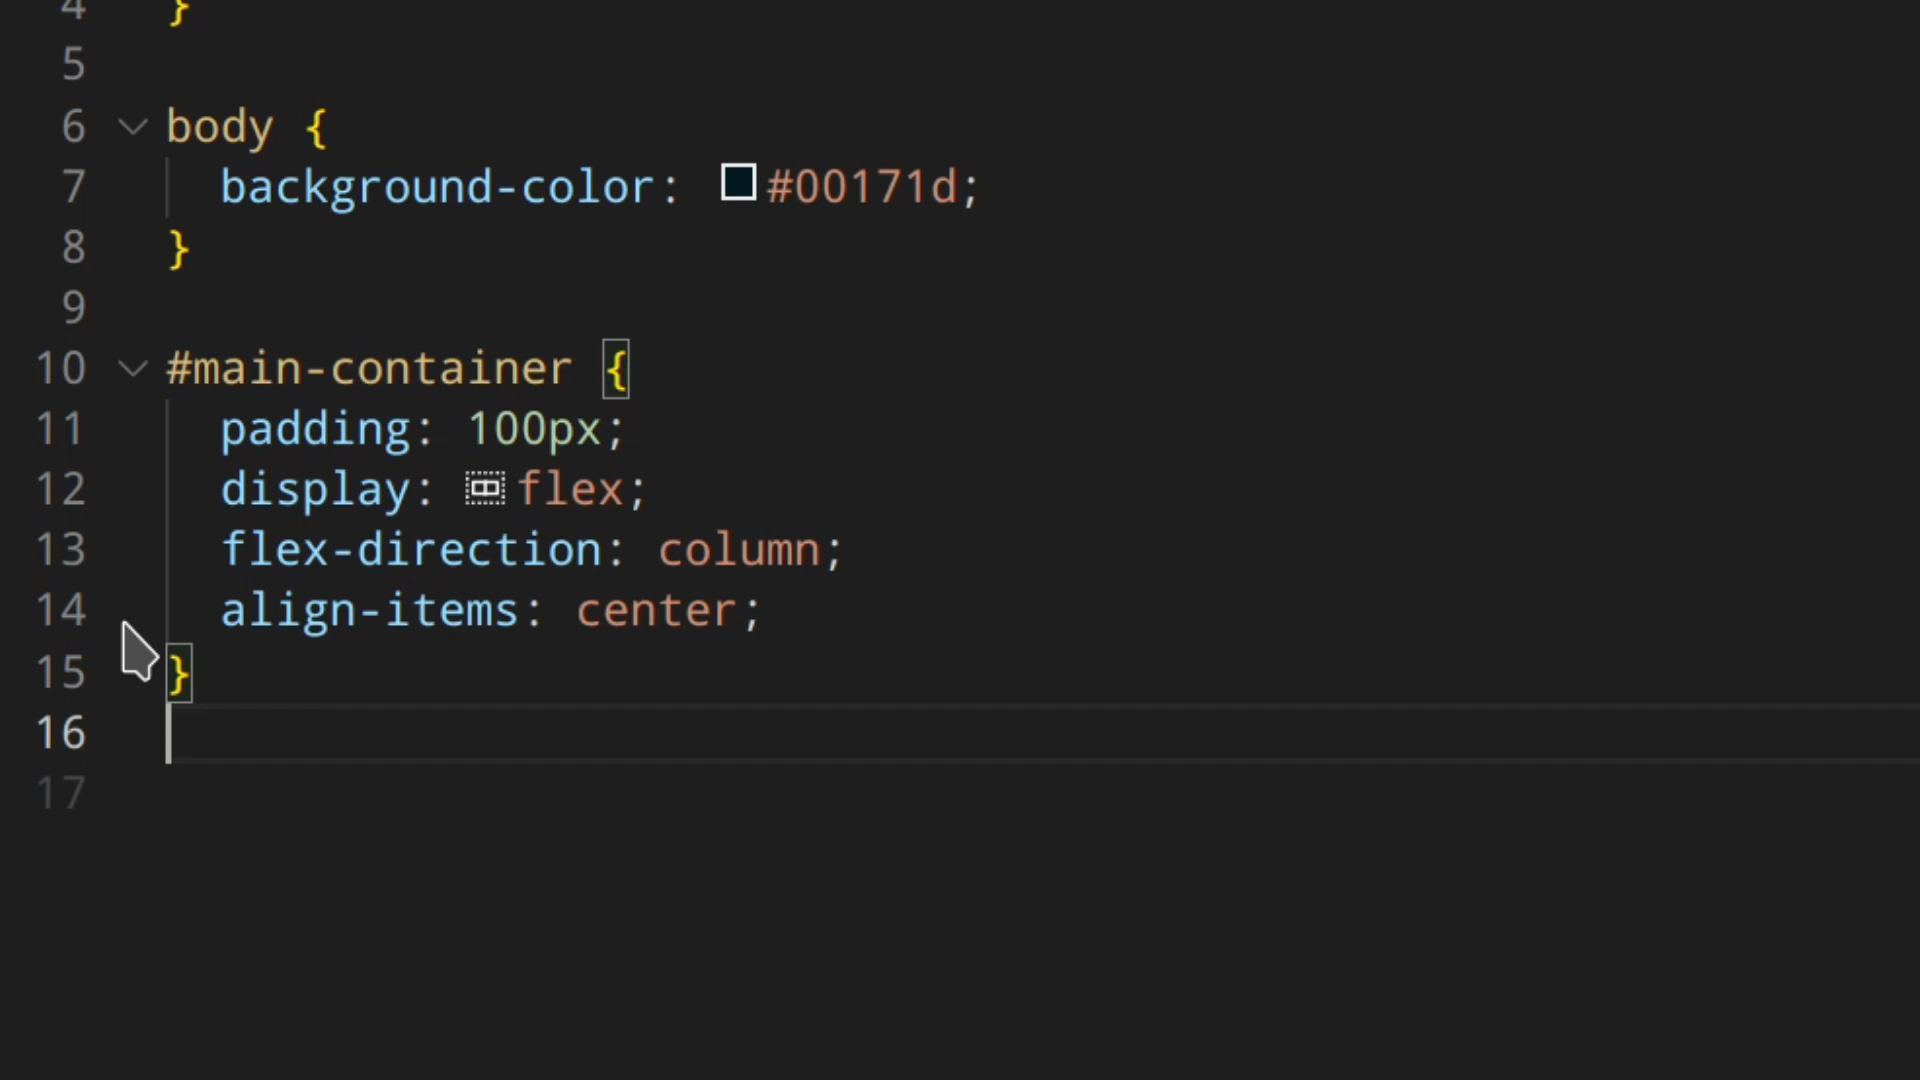 4 }
5
6 body {
7 background-color: #00171d;
8 }
9
10 #main-container {
11 padding: 100px;
12 display: flex;
13 flex-direction: column;
14 align-items: center;
15 }
16
17